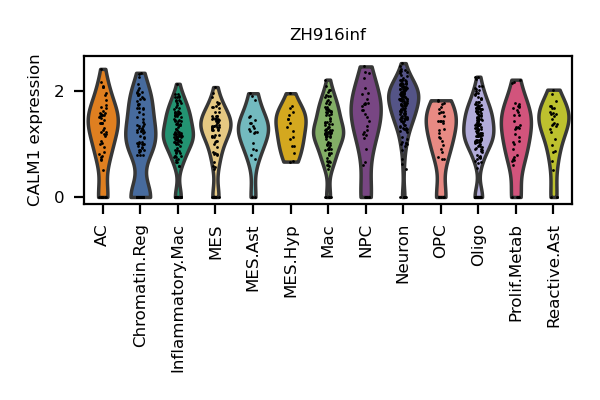 ZH916inf
CALM1 expression
2
0
AC
Chromatin.Reg
Inflammatory.Mac
MES
MES.Ast
MES.Hyp
Mac
NPC
Neuron
OPC
Oligo
Prolif.Metab
Reactive.Ast